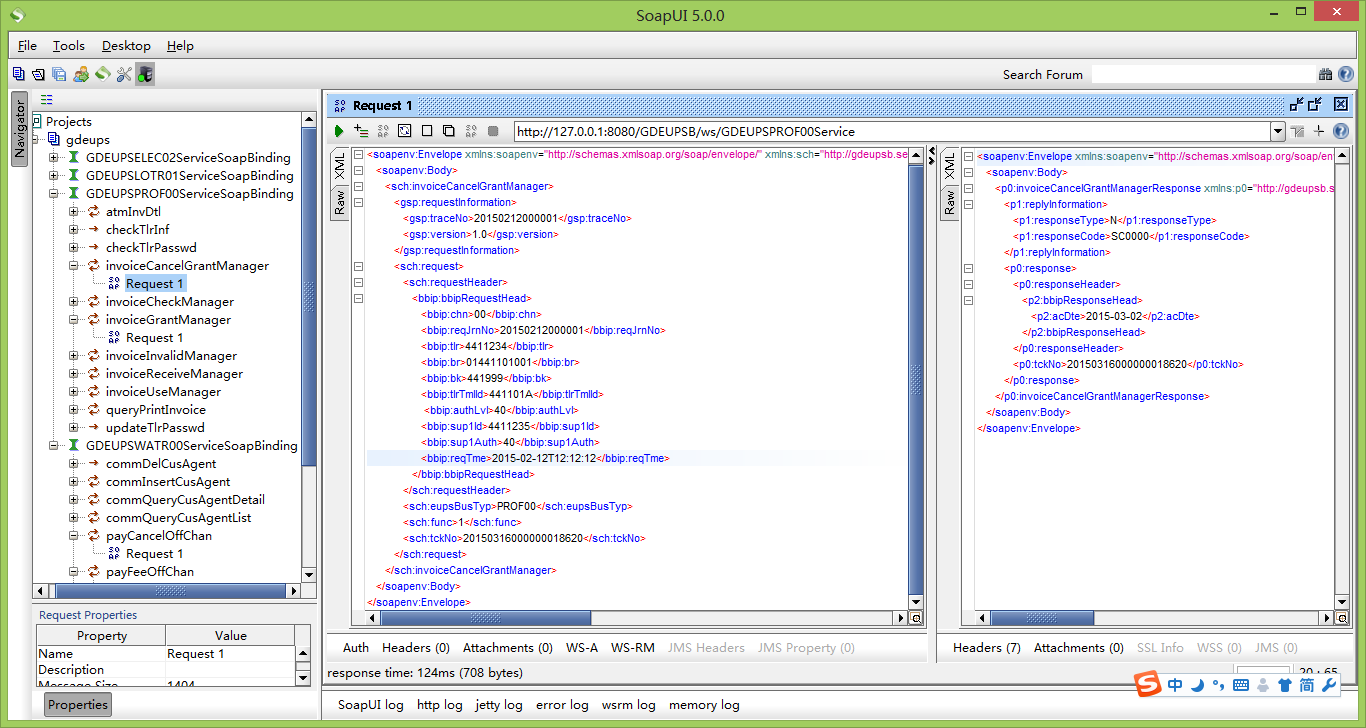 SoapUI 5.0.0
File Tools Desktop Help
Search Forum
Navigator
Projects
gdeups
GDEUPSELEC02ServiceSoapBinding
GDEUPSLOTR01ServiceSoapBinding
GDEUPSPROF00ServiceSoapBinding
atmInvDtl
checkTlrInf
checkTlrPasswd
invoiceCancelGrantManager
Request 1
invoiceCheckManager
invoiceGrantManager
Request 1
invoiceInvalidManager
invoiceReceiveManager
invoiceUseManager
queryPrintInvoice
updateTlrPasswd
GDEUPSWATR00ServiceSoapBinding
commDelCusAgent
commInsertCusAgent
commQueryCusAgentDetail
commQueryCusAgentList
payCancelOffChan
Request 1
payFeeOffChan
Request Properties
Property Value
Name Request 1
Description
Message Size 1404
Properties
Request 1
http://127.0.0.1:8080/GDEUPSB/ws/GDEUPSPROF00Service
XML
Raw
<soapenv:Envelope xmlns:soapenv="http://schemas.xmlsoap.org/soap/envelope/" xmlns:sch="http://gdeupsb.se
<soapenv:Body>
<sch:invoiceCancelGrantManager>
<gsp:requestInformation>
<gsp:traceNo>20150212000001</gsp:traceNo>
<gsp:version>1.0</gsp:version>
</gsp:requestInformation>
<sch:request>
<sch:requestHeader>
<bbip:bbipRequestHead>
<bbip:chn>00</bbip:chn>
<bbip:reqJrnNo>20150212000001</bbip:reqJrnNo>
<bbip:tlr>4411234</bbip:tlr>
<bbip:br>01441101001</bbip:br>
<bbip:bk>441999</bbip:bk>
<bbip:tlrTmlId>441101A</bbip:tlrTmlId>
<bbip:authLvl>40</bbip:authLvl>
<bbip:sup1Id>4411235</bbip:sup1Id>
<bbip:sup1Auth>40</bbip:sup1Auth>
<bbip:reqTme>2015-02-12T12:12:12</bbip:reqTme>
</bbip:bbipRequestHead>
</sch:requestHeader>
<sch:eupsBusTyp>PROF00</sch:eupsBusTyp>
<sch:func>1</sch:func>
<sch:tckNo>20150316000000018620</sch:tckNo>
</sch:request>
</sch:invoiceCancelGrantManager>
</soapenv:Body>
</soapenv:Envelope>
XML
Raw
<soapenv:Envelope xmlns:soapenv="http://schemas.xmlsoap.org/soap/en
<soapenv:Body>
<p0:invoiceCancelGrantManagerResponse xmlns:p0="http://gdeupsb.s
<p1:replyInformation>
<p1:responseType>N</p1:responseType>
<p1:responseCode>SC0000</p1:responseCode>
</p1:replyInformation>
<p0:response>
<p0:responseHeader>
<p2:bbipResponseHead>
<p2:acDte>2015-03-02</p2:acDte>
</p2:bbipResponseHead>
</p0:responseHeader>
<p0:tckNo>20150316000000018620</p0:tckNo>
</p0:response>
</p0:invoiceCancelGrantManagerResponse>
</soapenv:Body>
</soapenv:Envelope>
Auth Headers (0) Attachments (0) WS-A WS-RM JMS Headers JMS Property (0)
Headers (7) Attachments (0) SSL Info WSS (0) JMS (0)
response time: 124ms (708 bytes)
20 : 65
中 简
SoapUI log http log jetty log error log wsrm log memory log